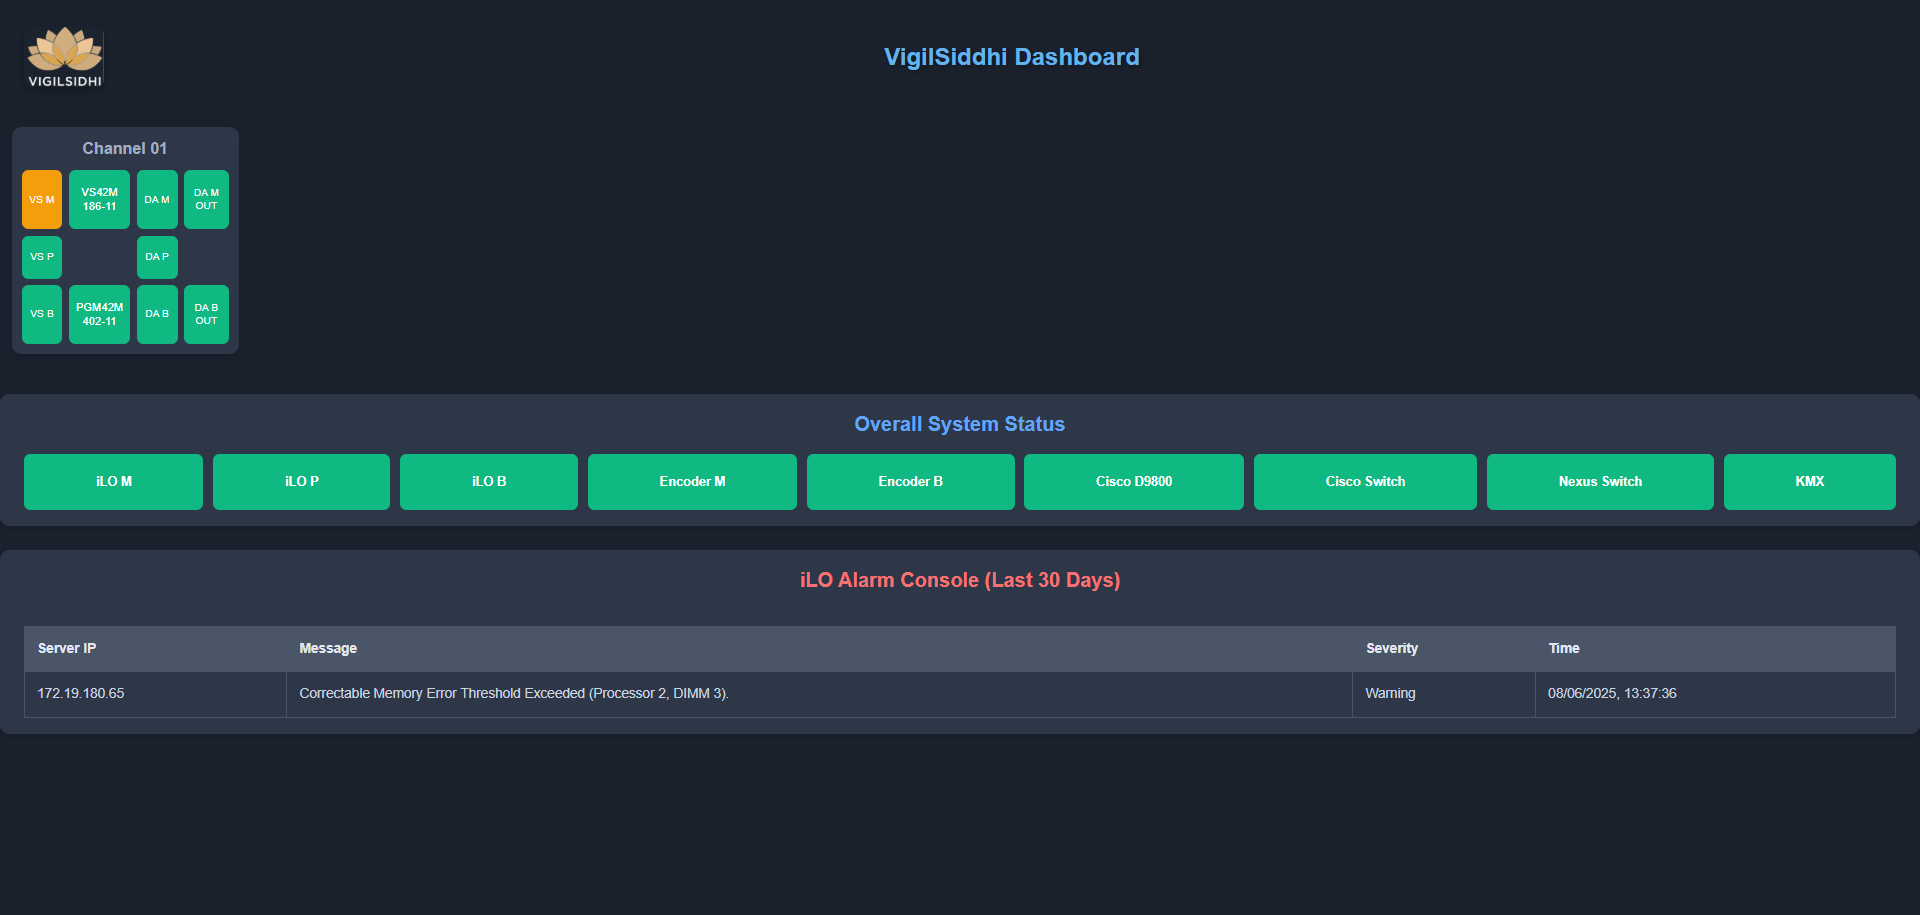 VIGILSIDHI
VigilSiddhi Dashboard
Channel 01
VS M
VS42M
186-11
DA M
DA M
OUT
VS P
DA P
VS B
PGM42M
402-11
DA B
DA B
OUT
Overall System Status
iLO M
iLO P
iLO B
Encoder M
Encoder B
Cisco D9800
Cisco Switch
Nexus Switch
KMX
iLO Alarm Console (Last 30 Days)
Server IP Message Severity Time
172.19.180.65 Correctable Memory Error Threshold Exceeded (Processor 2, DIMM 3). Warning 08/06/2025, 13:37:36